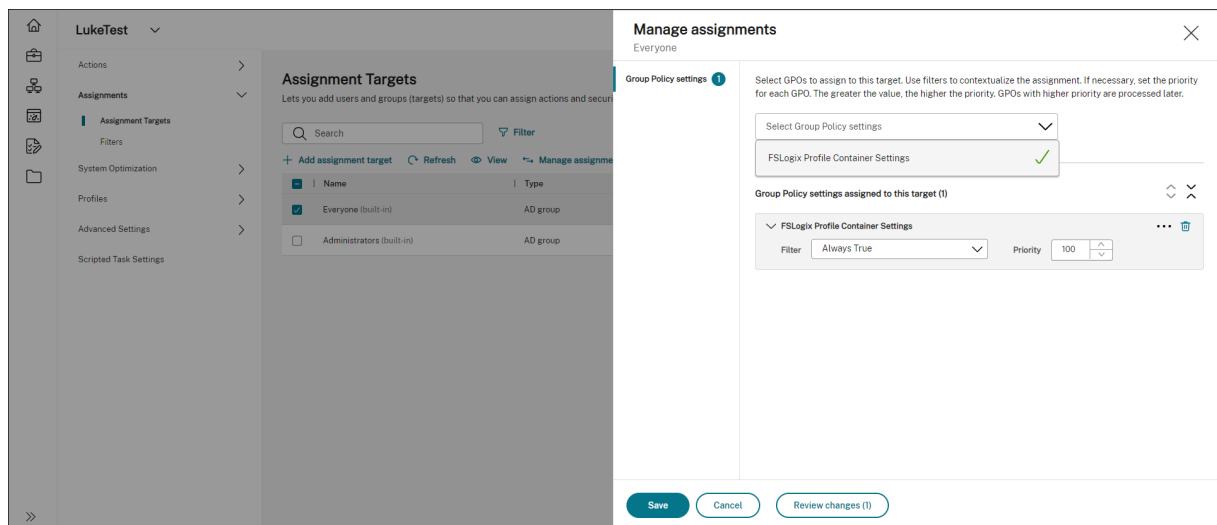 LukeTest
Actions
Assignments
Assignment Targets
Filters
System Optimization
Profiles
Advanced Settings
Scripted Task Settings
Assignment Targets
Lets you add users and groups (targets) so that you can assign actions and securi
Search
Filter
Add assignment target Refresh View Manage assignme
Name Type
Everyone (built-in) AD group
Administrators (built-in) AD group
Manage assignments
Everyone
Group Policy settings 1
Select GPOs to assign to this target. Use filters to contextualize the assignment. If necessary, set the priority
for each GPO. The greater the value, the higher the priority. GPOs with higher priority are processed later.
Select Group Policy settings
FSLogix Profile Container Settings
Group Policy settings assigned to this target (1)
FSLogix Profile Container Settings
Filter Always True Priority 100
Save Cancel Review changes (1)